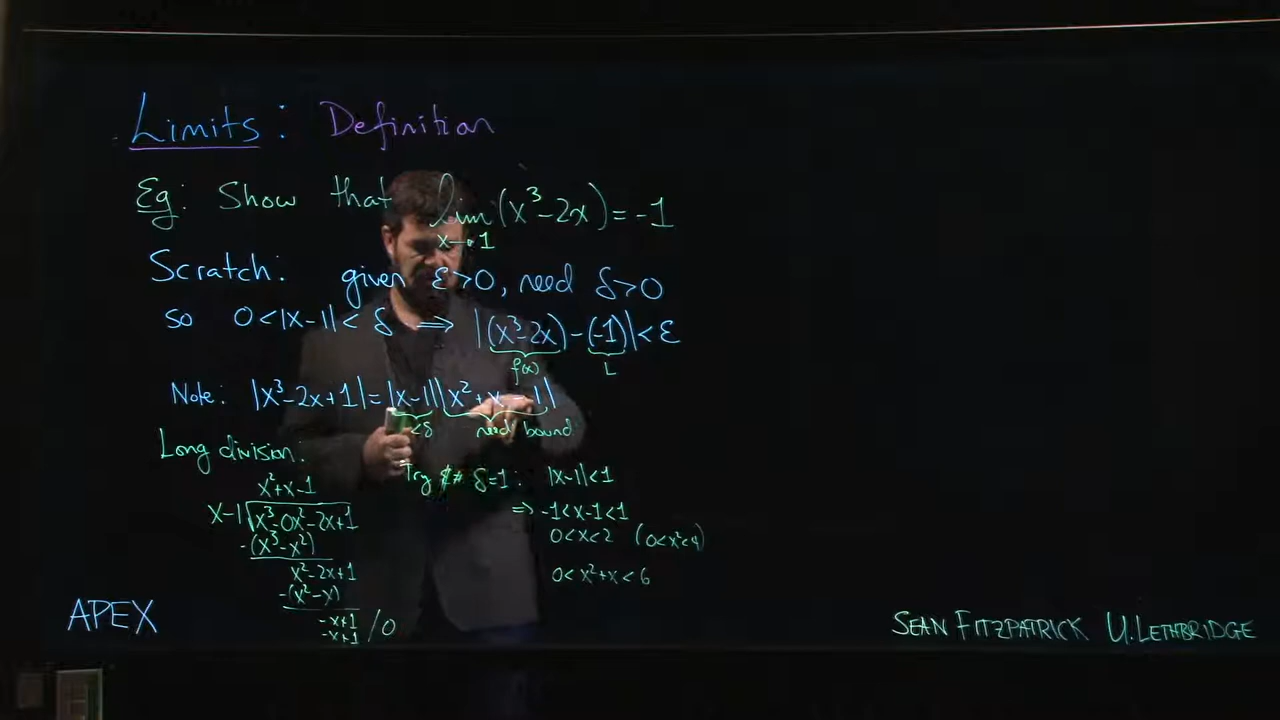 Limits: Definition
Eg: Show that lim x→1 (x³-2x) = -1
Scratch: given ε>0, need δ>0
so 0<|x-1|<δ ⟹ |(x³-2x)-(-1)|<ε
f(x) L
Note: |x³-2x+1|=|x-1||x²+x-1|
<δ need bound
Long division:
x²+x-1
x-1 √x³-0x²-2x+1
-(x³-x²)
x²-2x+1
-(x²-x)
-x+1
-x+1 /0
Try δ=1: |x-1|<1
⇒ -1<x-1<1
0<x<2 (0<x²<4)
0<x²+x<6
APEX
SEAN FITZPATRICK U.LETHBRIDGE